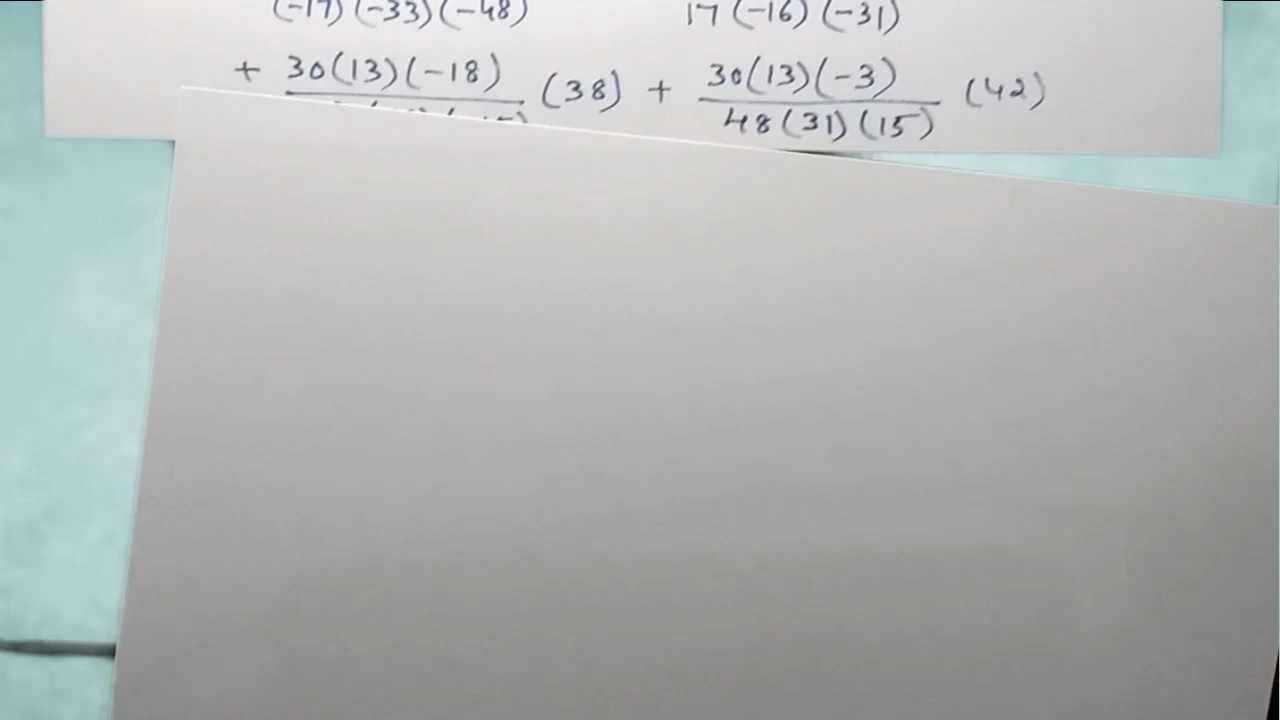 (-17)(-33)(-48) 17(-16)(-31)
+ 30(13)(-18) (38) + 30(13)(-3) (42)
48(31)(15)